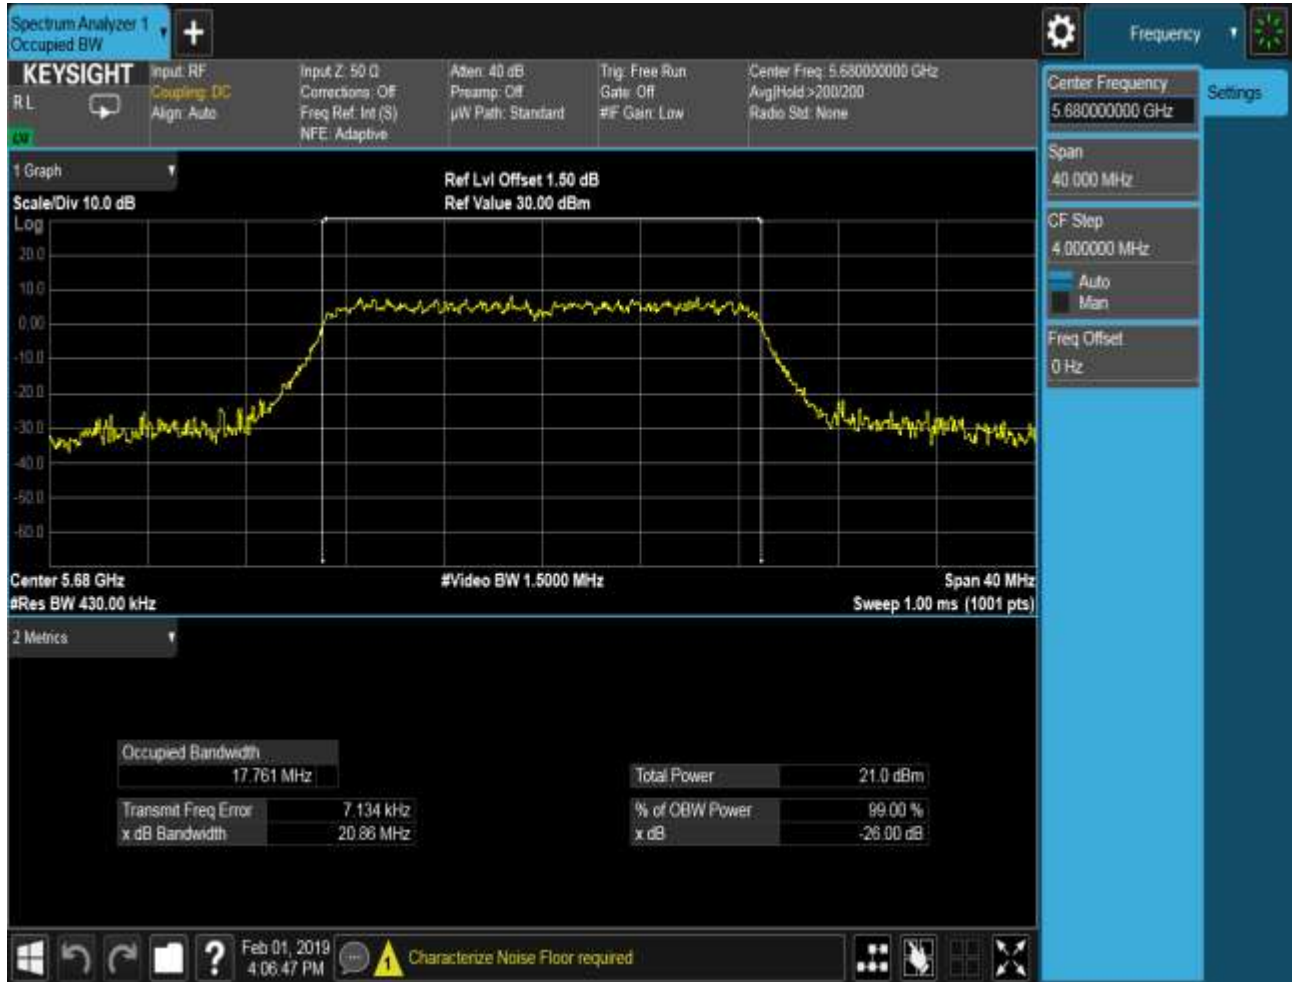 Spectrum Analyzer 1
Occupied BW
Frequency
KEYSIGHT
Input: RF
Coupling: DC
Align: Auto
Input Z: 50 Ω
Corrections: Off
Freq Ref: Int (S)
NFE: Adaptive
Atten: 40 dB
Preamp: Off
µW Path: Standard
Trig: Free Run
Gate: Off
#IF Gain: Low
Center Freq: 5.680000000 GHz
Avg|Hold:>200/200
Radio Std: None
R L
Center Frequency
5.680000000 GHz
Settings
Span
40.000 MHz
CF Step
4.000000 MHz
Auto
Man
Freq Offset
0 Hz
1 Graph
Scale/Div 10.0 dB
Ref Lvl Offset 1.50 dB
Ref Value 30.00 dBm
Log
20.0
10.0
0.00
-10.0
-20.0
-30.0
-40.0
-50.0
-60.0
Center 5.68 GHz
#Video BW 1.5000 MHz
Span 40 MHz
#Res BW 430.00 kHz
Sweep 1.00 ms (1001 pts)
2 Metrics
Occupied Bandwidth
17.761 MHz
Total Power 21.0 dBm
Transmit Freq Error 7.134 kHz
% of OBW Power 99.00 %
x dB Bandwidth 20.86 MHz
x dB -26.00 dB
Feb 01, 2019
4:06:47 PM
1
Characterize Noise Floor required